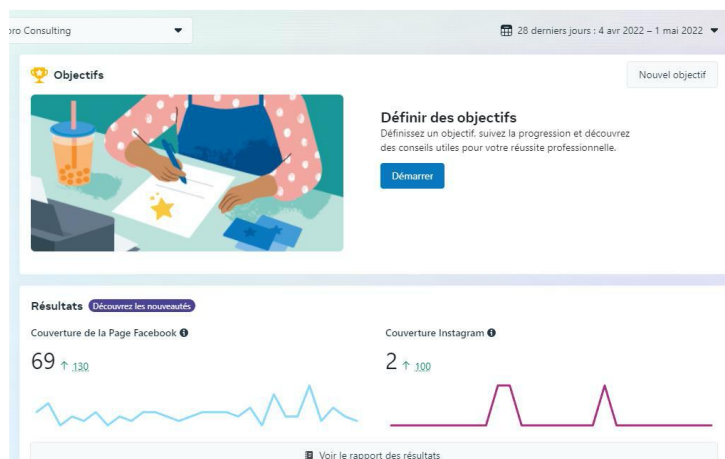 pro Consulting
28 derniers jours : 4 avr 2022 – 1 mai 2022
Objectifs
Nouvel objectif
Définir des objectifs
Définissez un objectif, suivez la progression et découvrez
des conseils utiles pour votre réussite professionnelle.
Démarrer
Résultats Découvrez les nouveautés
Couverture de la Page Facebook
69 ↑ 130
Couverture Instagram
2 ↑ 100
Voir le rapport des résultats